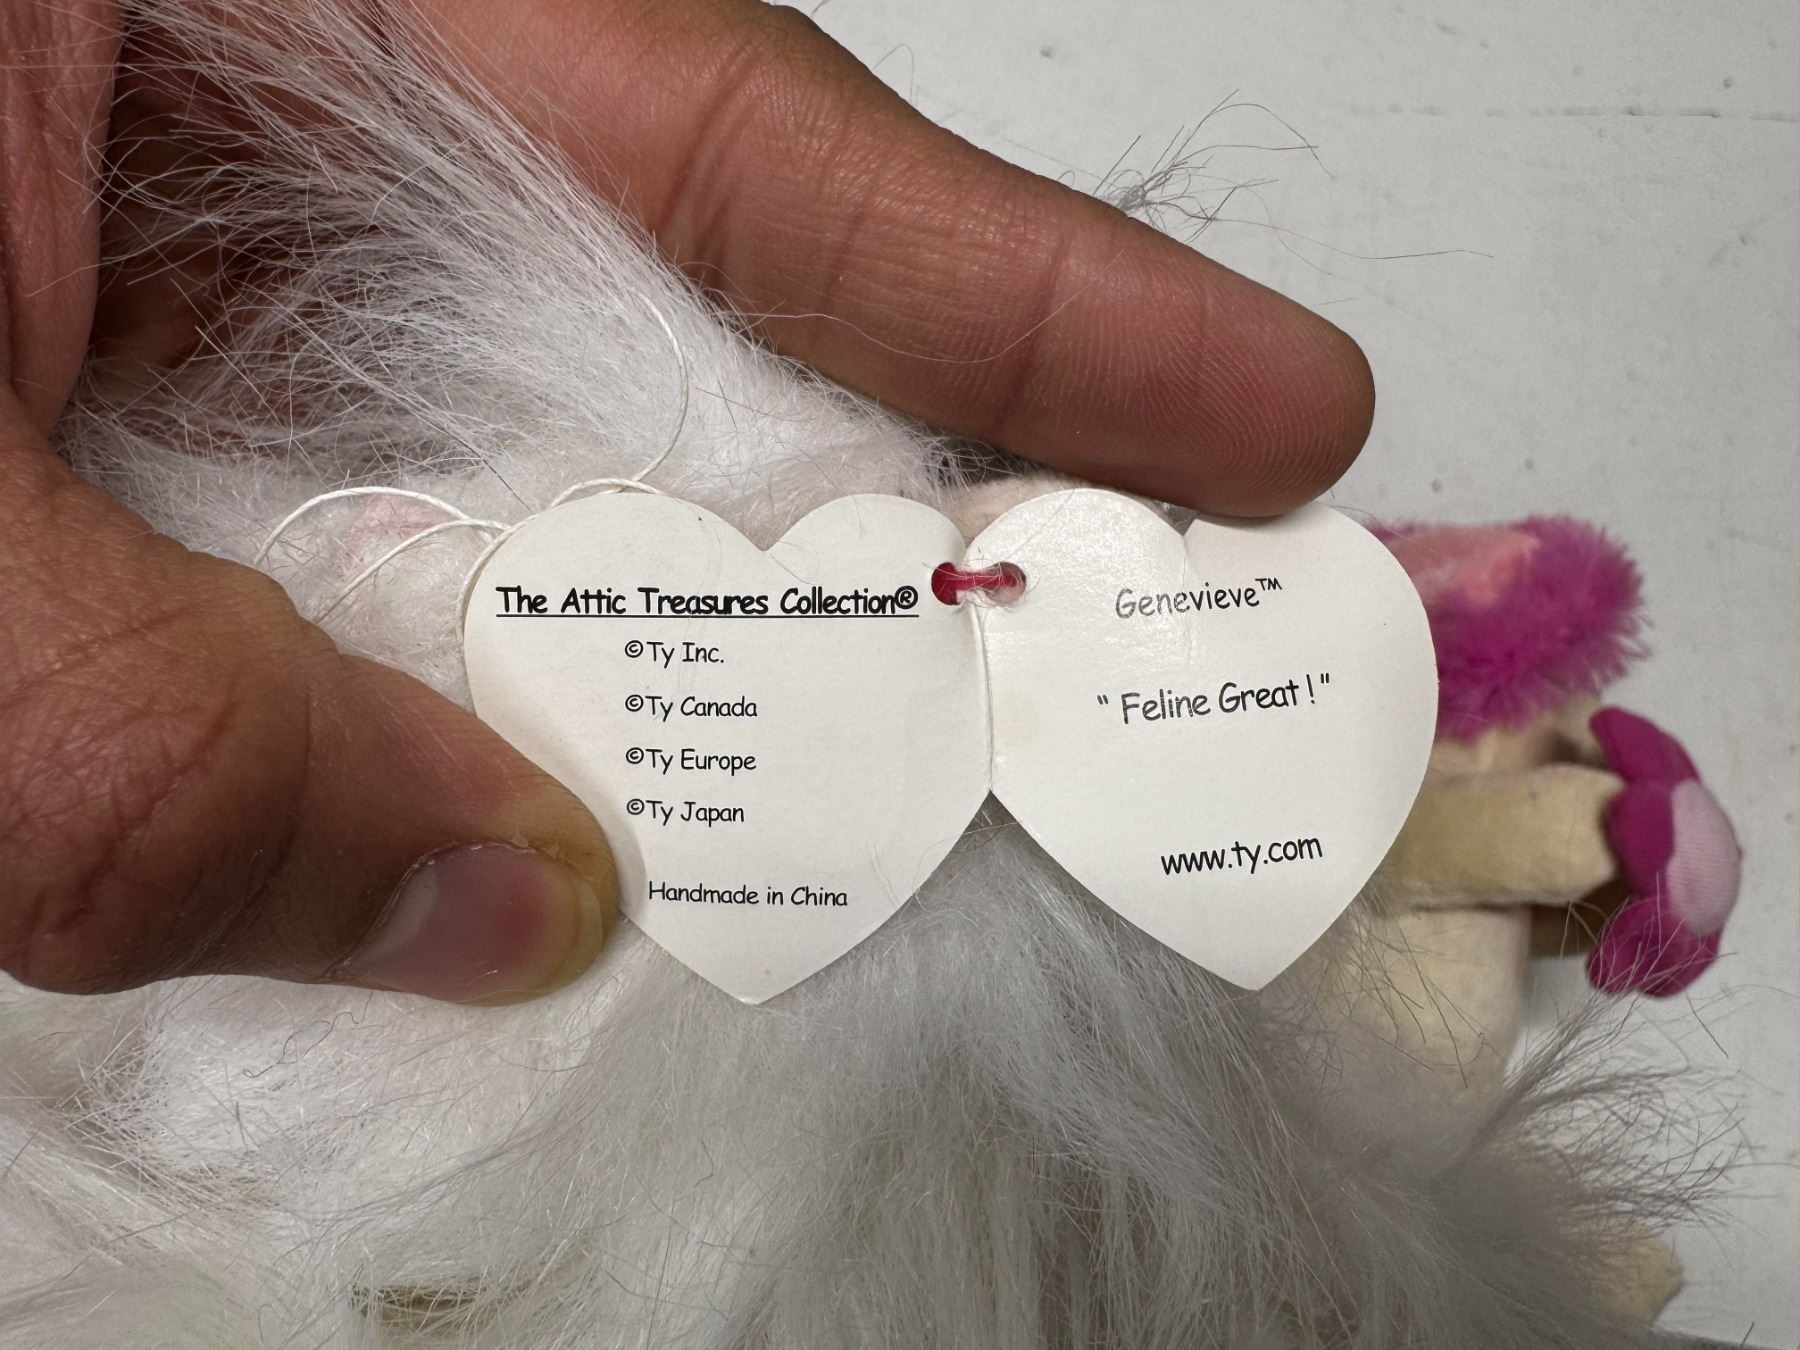 The Attic Treasures Collection®
©Ty Inc.
©Ty Canada
©Ty Europe
©Ty Japan
Handmade in China
Genevieve™
" Feline Great ! "
www.ty.com